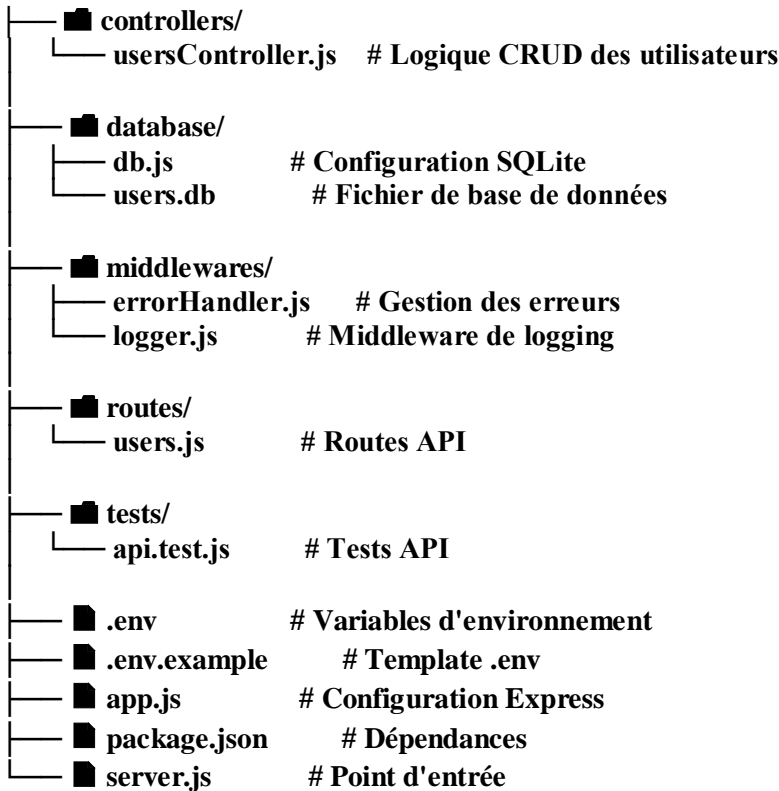 ├── 📁 controllers/
│   └── usersController.js    # Logique CRUD des utilisateurs
├── 📁 database/
│   ├── db.js    # Configuration SQLite
│   └── users.db    # Fichier de base de données
├── 📁 middlewares/
│   ├── errorHandler.js    # Gestion des erreurs
│   └── logger.js    # Middleware de logging
├── 📁 routes/
│   └── users.js    # Routes API
├── 📁 tests/
│   └── api.test.js    # Tests API
├── 📄 .env    # Variables d'environnement
├── 📄 .env.example    # Template .env
├── 📄 app.js    # Configuration Express
├── 📄 package.json    # Dépendances
└── 📄 server.js    # Point d'entrée